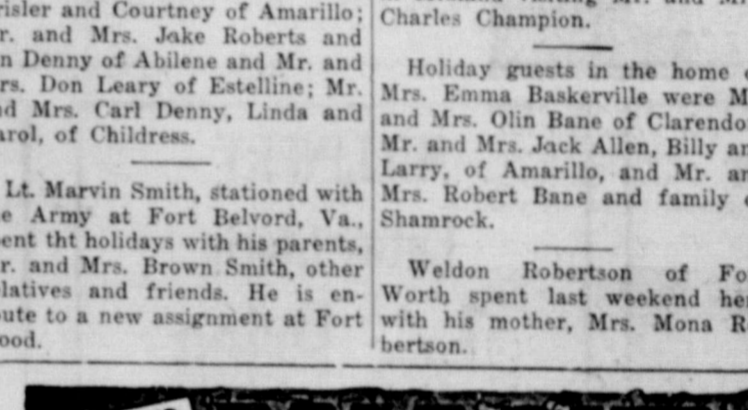 risler and Courtney of Amarillo;
r. and Mrs. Jake Roberts and
n Denny of Abilene and Mr. and
rs. Don Leary of Estelline; Mr.
d Mrs. Carl Denny, Linda and
arol, of Childress.
Lt. Marvin Smith, stationed with
e Army at Fort Belvord, Va.,
ent tht holidays with his parents,
r. and Mrs. Brown Smith, other
latives and friends. He is en-
oute to a new assignment at Fort
ood.
Charles Champion.
Holiday guests in the home
Mrs. Emma Baskerville were M
and Mrs. Olin Bane of Clarendo
Mr. and Mrs. Jack Allen, Billy an
Larry, of Amarillo, and Mr. an
Mrs. Robert Bane and family
Shamrock.
Weldon Robertson of Fo
Worth spent last weekend he
with his mother, Mrs. Mona R
bertson.